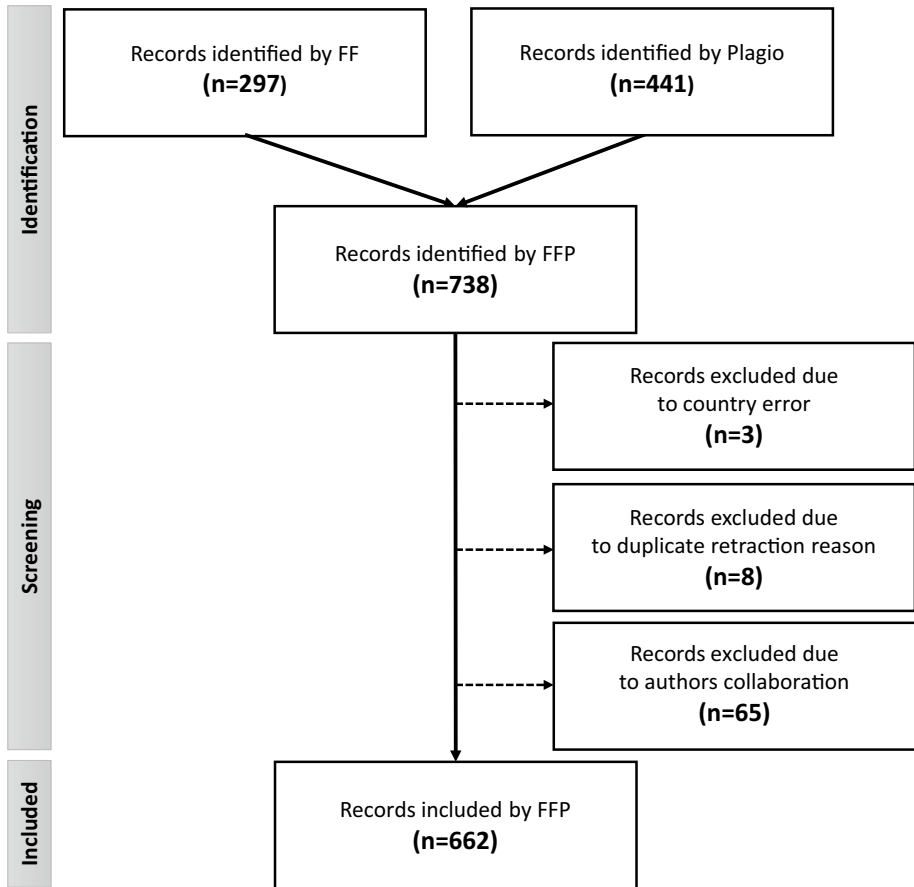 Identification
Records identified by FF
(n=297)
Records identified by Plagio
(n=441)
Records identified by FFP
(n=738)
Screening
Records excluded due
to country error
(n=3)
Records excluded due
to duplicate retraction reason
(n=8)
Records excluded due
to authors collaboration
(n=65)
Included
Records included by FFP
(n=662)